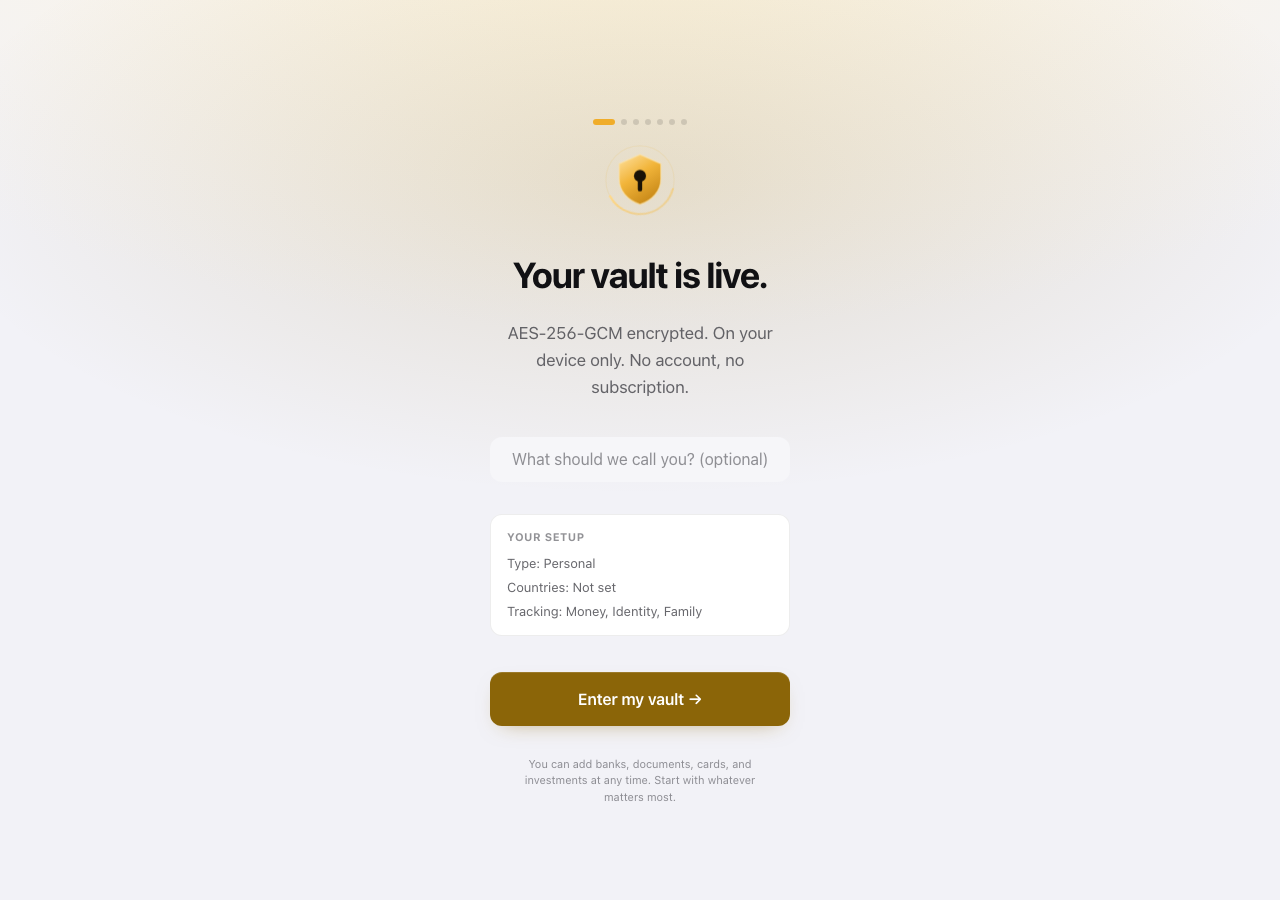 Your vault is live.
AES-256-GCM encrypted. On your
device only. No account, no
subscription.
What should we call you? (optional)
YOUR SETUP
Type: Personal
Countries: Not set
Tracking: Money, Identity, Family
Enter my vault →
You can add banks, documents, cards, and
investments at any time. Start with whatever
matters most.